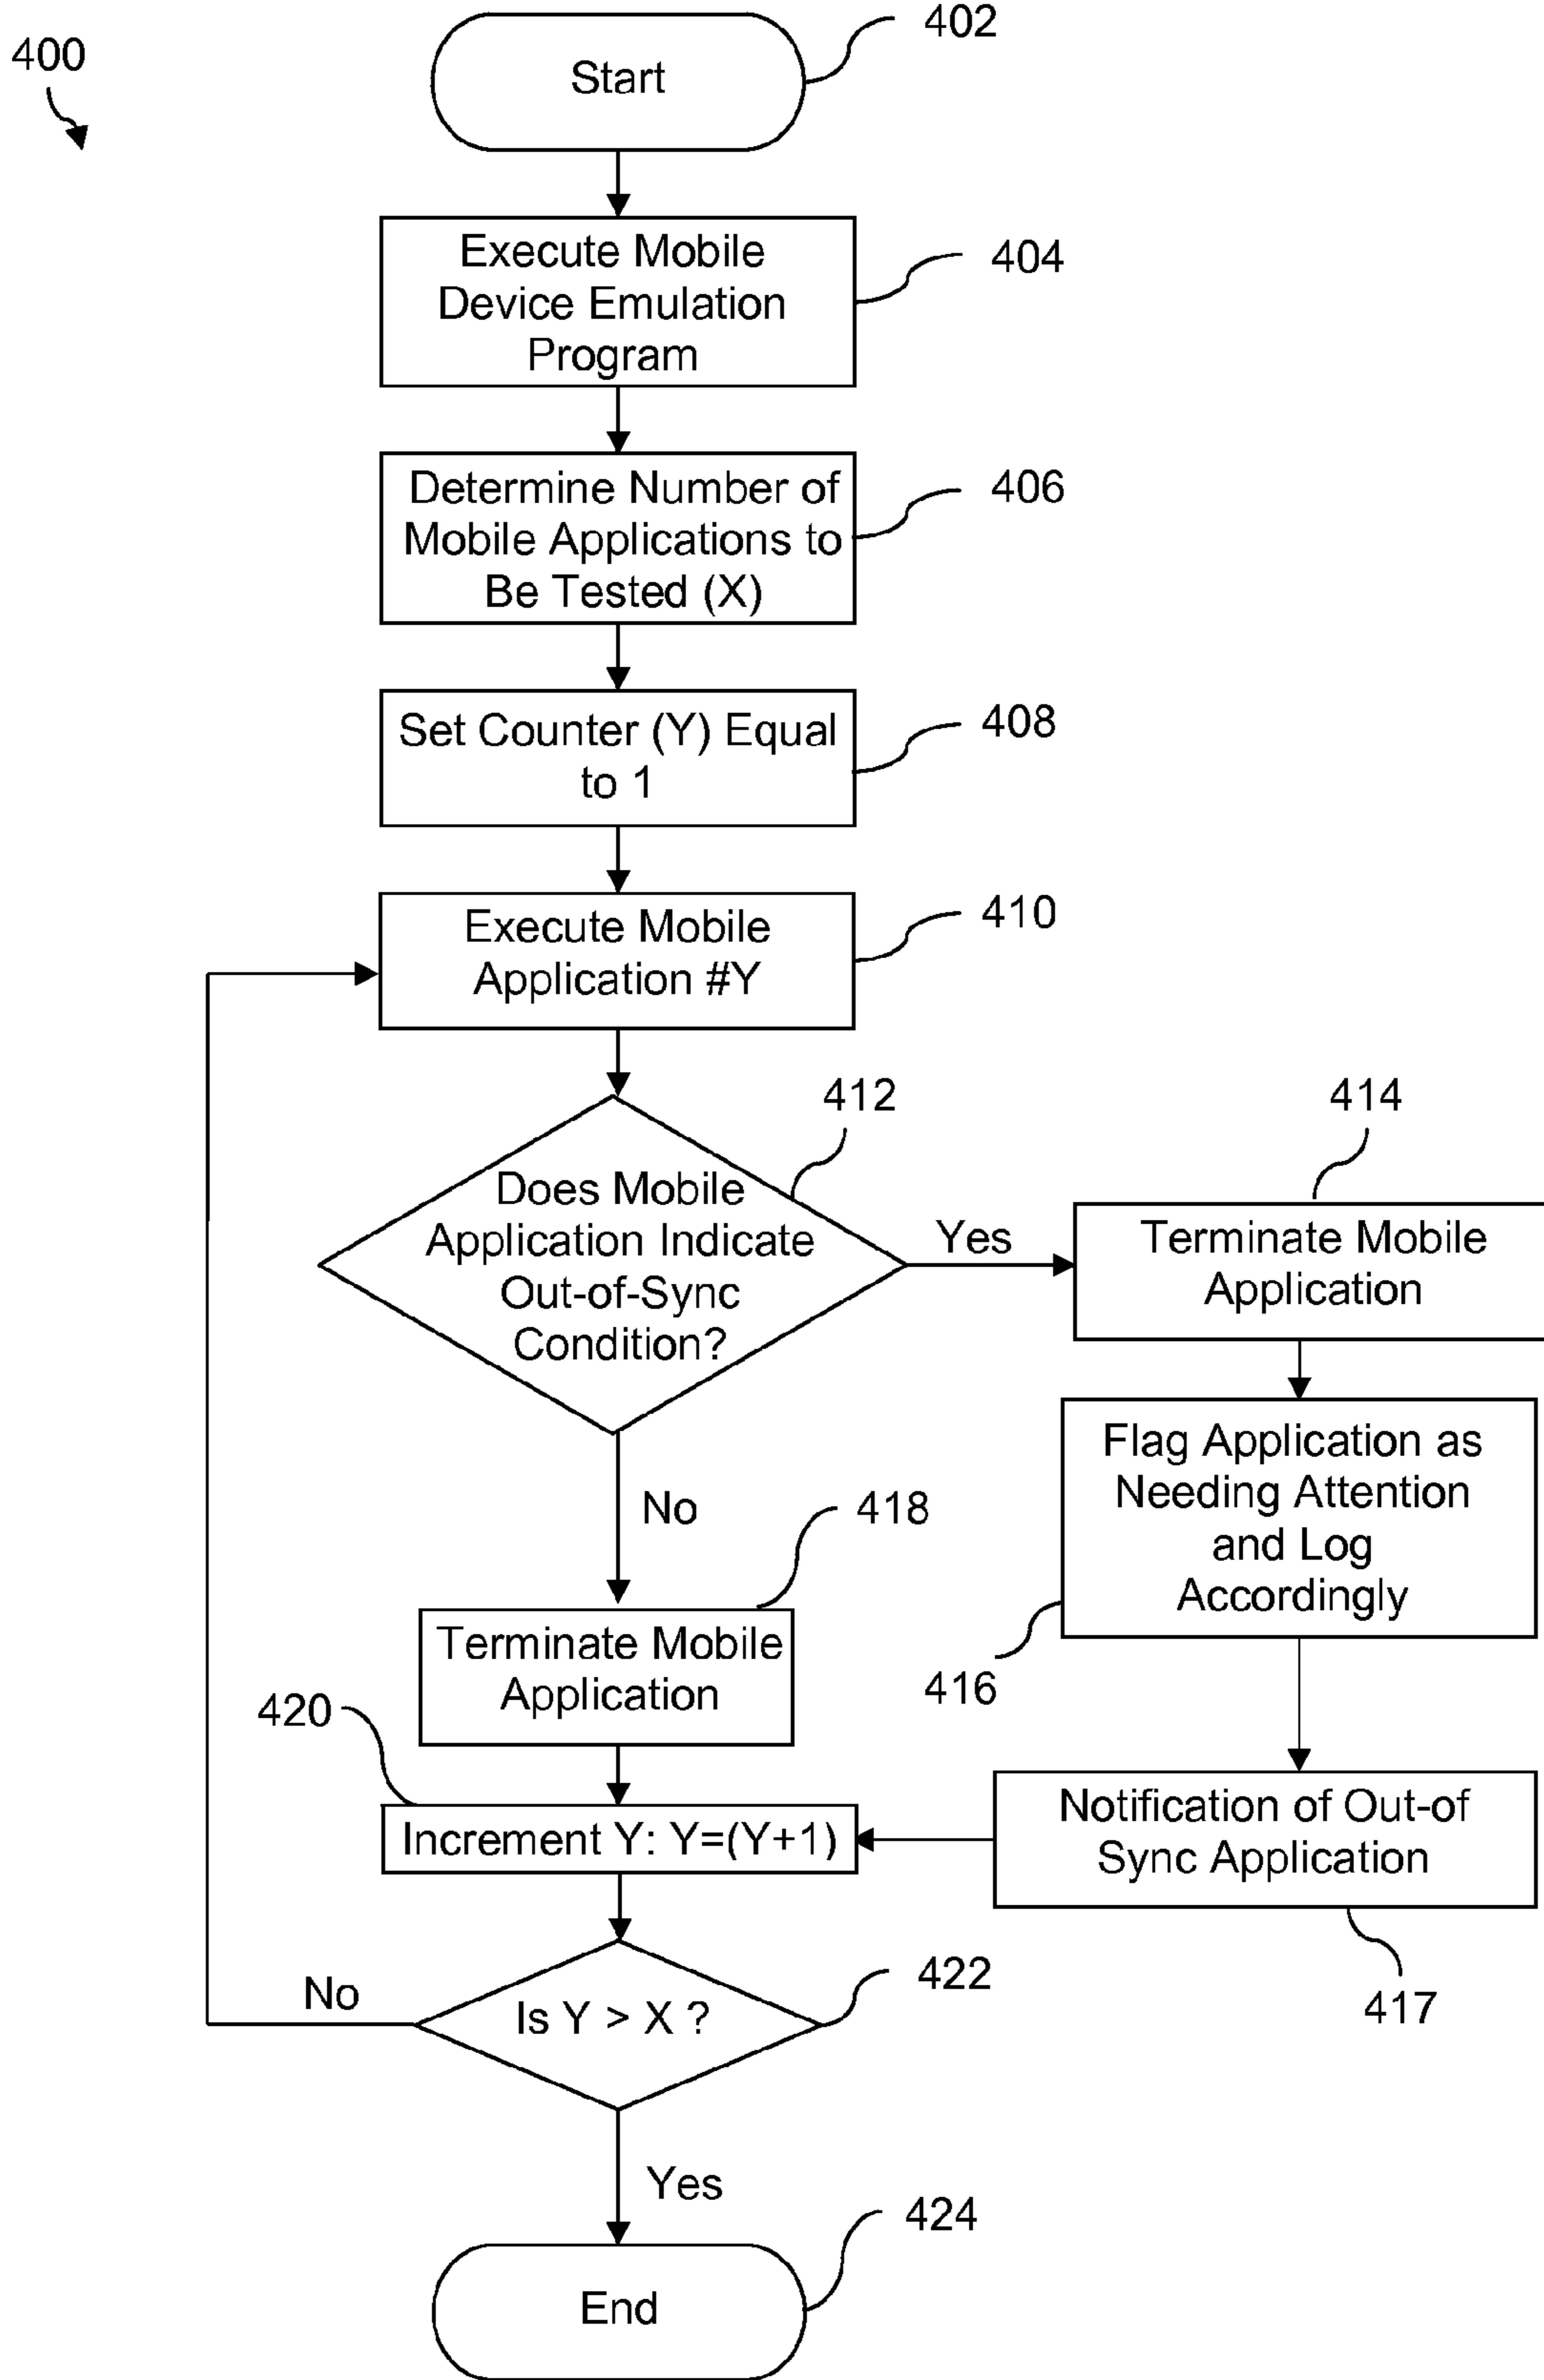 400
402
Start
404
Execute Mobile
Device Emulation
Program
406
Determine Number of
Mobile Applications to
Be Tested (X)
408
Set Counter (Y) Equal
to 1
410
Execute Mobile
Application #Y
412
Does Mobile
Application Indicate
Out-of-Sync
Condition?
Yes
414
Terminate Mobile
Application
Flag Application as
Needing Attention
and Log
Accordingly
416
No
418
Terminate Mobile
Application
420
Increment Y: Y=(Y+1)
Notification of Out-of
Sync Application
417
422
Is Y > X ?
No
Yes
424
End